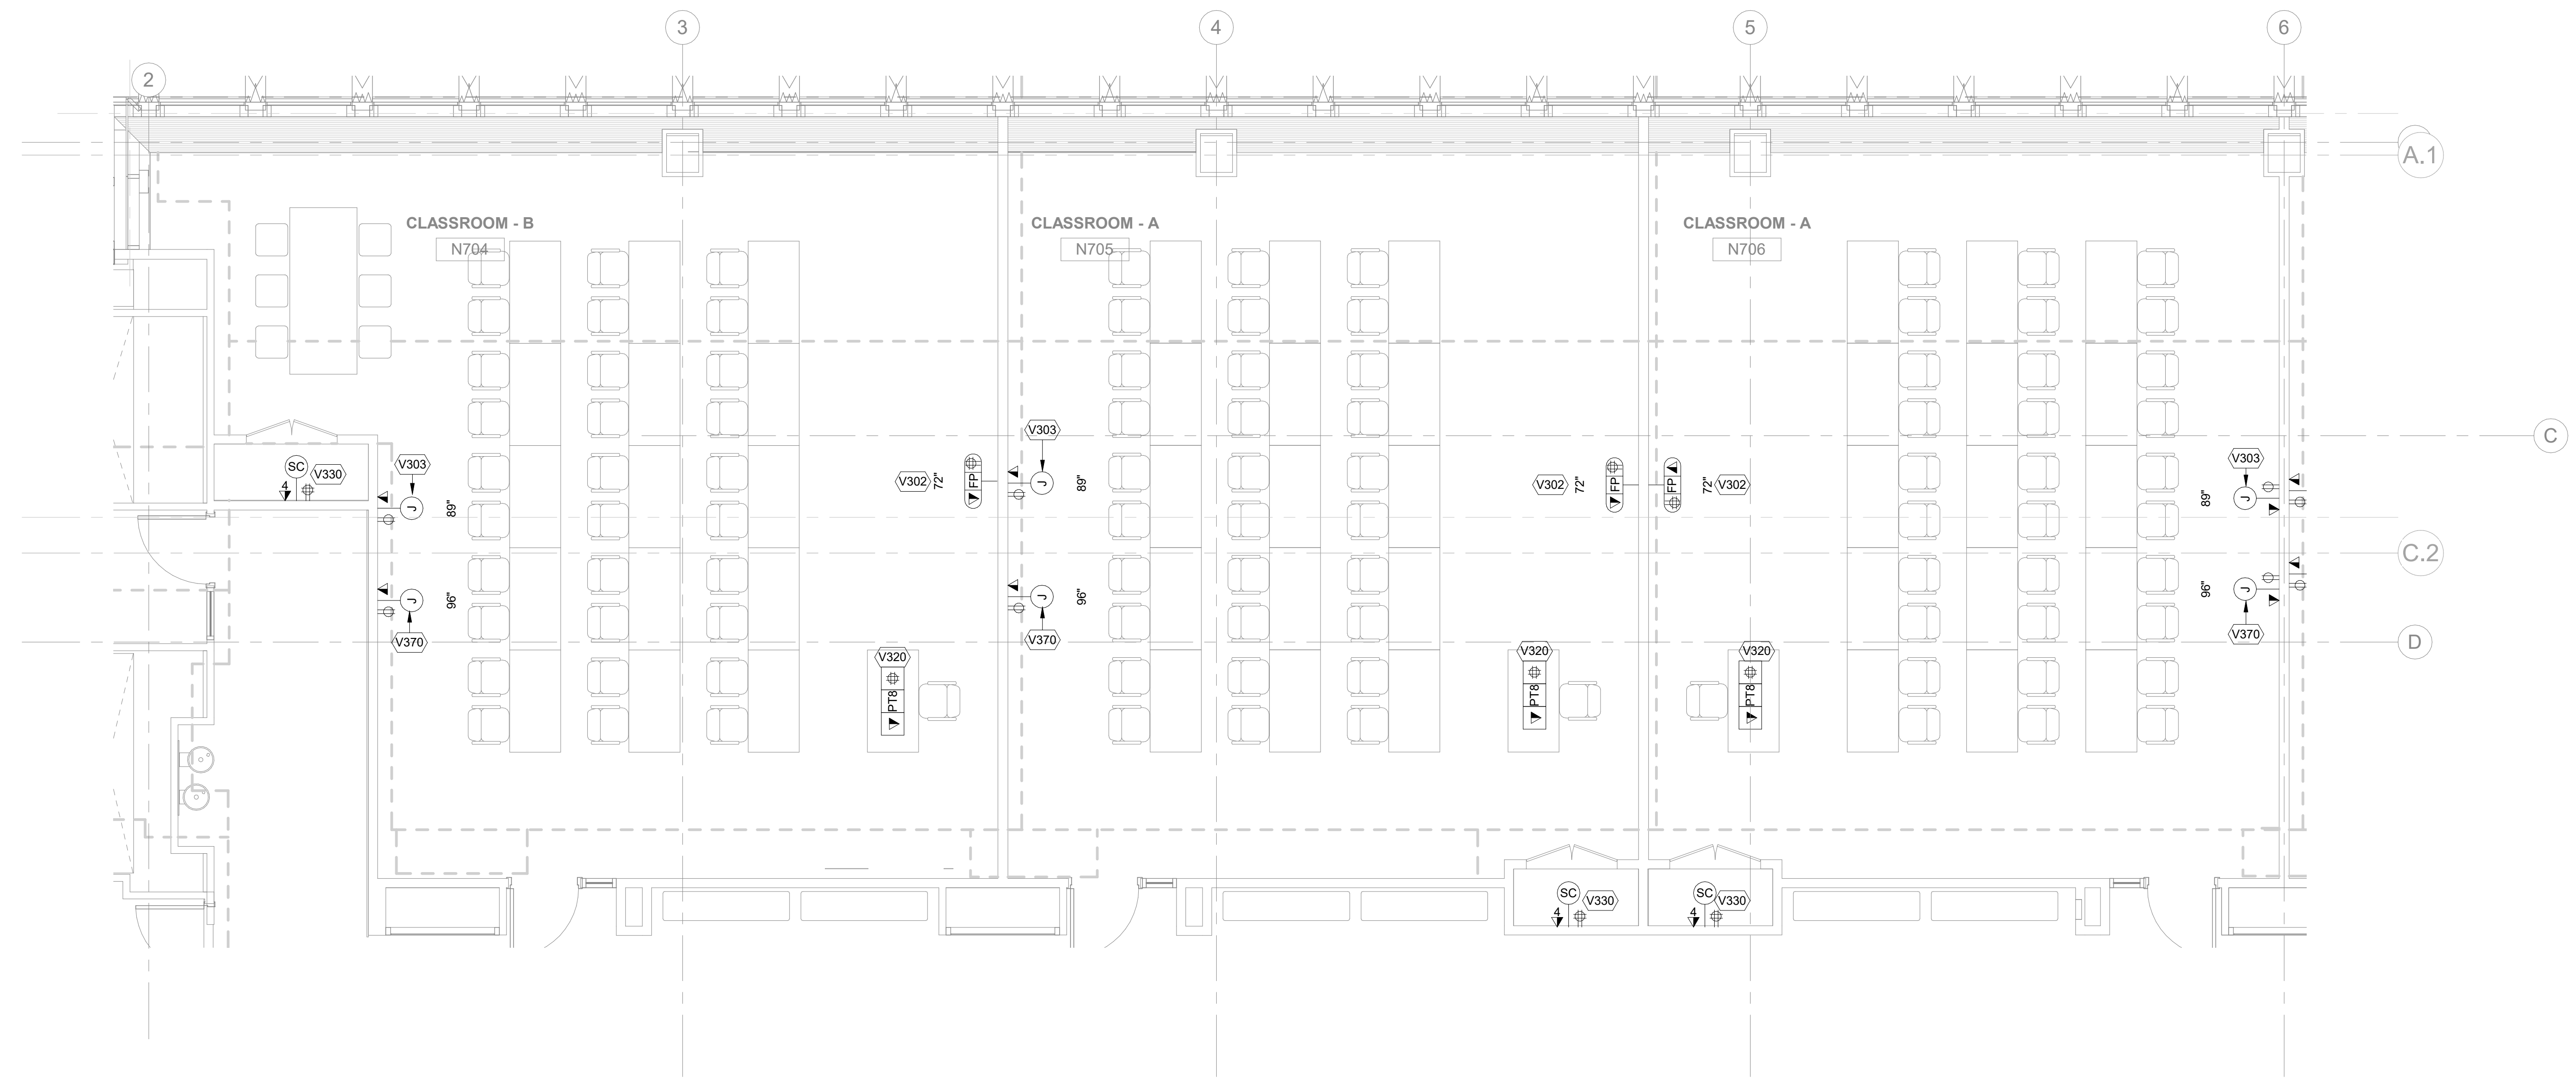 3
4
5
6
2
A.1
CLASSROOM - B
N704
CLASSROOM - A
N705
CLASSROOM - A
N706
C
V303
V303
V303
SC
V330
4
J
89"
V302
72"
FP
J
89"
V302
72"
FP
FP
72"
V302
89"
J
C.2
J
96"
V370
J
96"
V370
96"
J
V370
D
V320
PT8
V320
PT8
V320
PT8
SC
V330
4
SC
V330
4